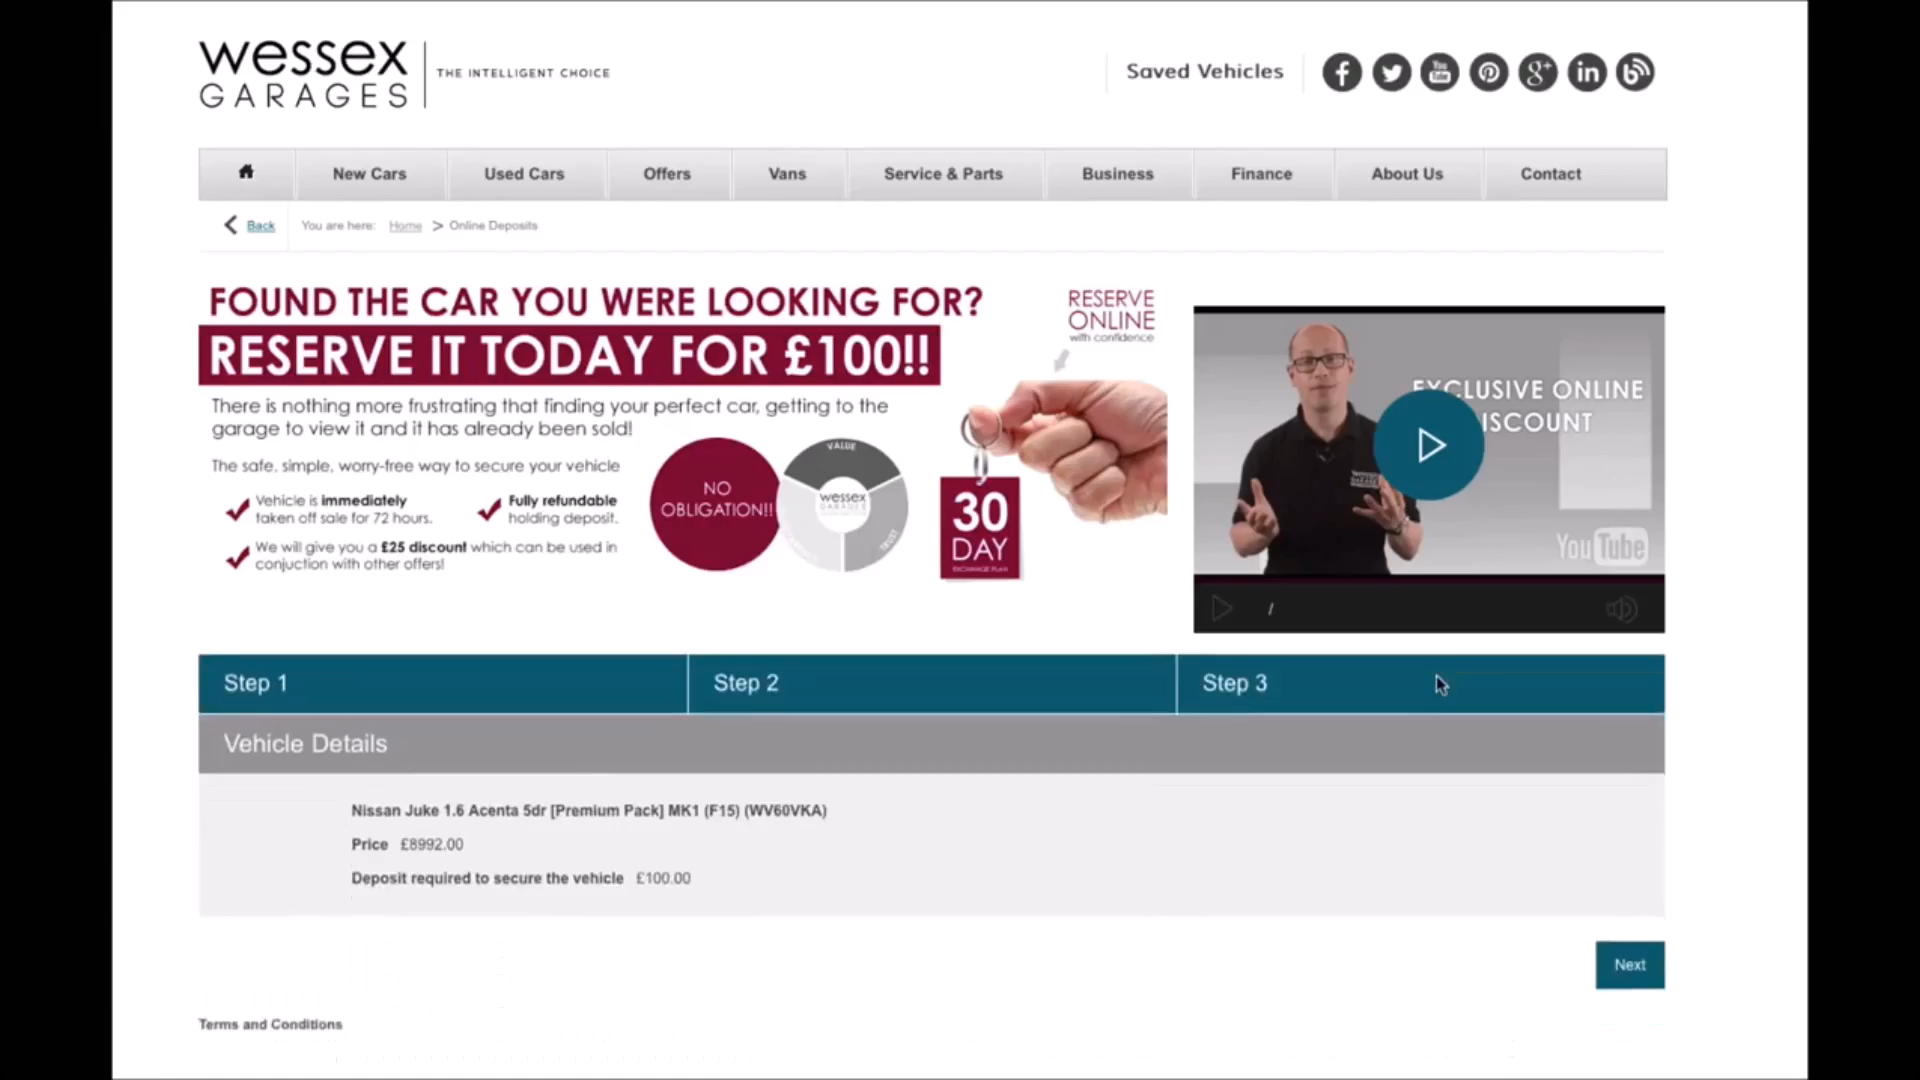 wessex
GARAGES
THE INTELLIGENT CHOICE
Saved Vehicles
New Cars
Used Cars
Offers
Vans
Service & Parts
Business
Finance
About Us
Contact
Back
You are here: Home > Online Deposits
FOUND THE CAR YOU WERE LOOKING FOR?
RESERVE IT TODAY FOR £100!!
There is nothing more frustrating that finding your perfect car, getting to the
garage to view it and it has already been sold!
The safe, simple, worry-free way to secure your vehicle
Vehicle is immediately
taken off sale for 72 hours.
Fully refundable
holding deposit.
We will give you a £25 discount which can be used in
conjuction with other offers!
NO
OBLIGATION!!
VALUE
wessex
GARAGES
TRUST
RESERVE
ONLINE
with confidence
30
DAY
EXCHANGE PLAN
EXCLUSIVE ONLINE
ISCOUNT
WESSEX
YouTube
/
Step 1
Step 2
Step 3
Vehicle Details
Nissan Juke 1.6 Acenta 5dr [Premium Pack] MK1 (F15) (WV60VKA)
Price £8992.00
Deposit required to secure the vehicle £100.00
Next
Terms and Conditions